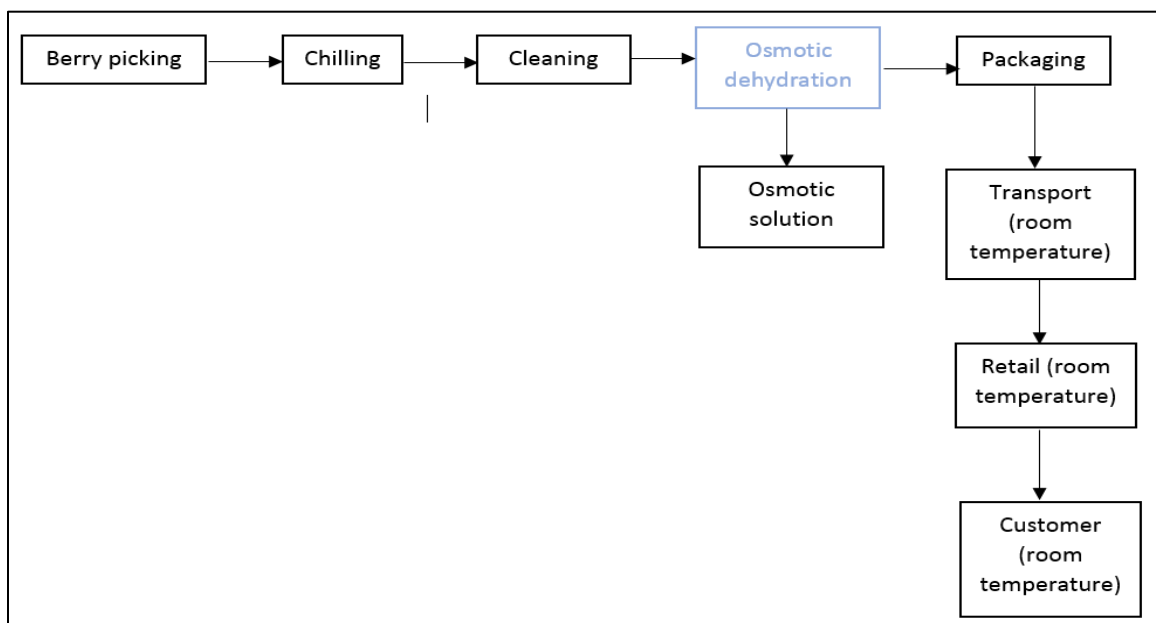 Berry picking
Chilling
Cleaning
Osmotic
dehydration
Packaging
Osmotic
solution
Transport
(room
temperature)
Retail (room
temperature)
Customer
(room
temperature)